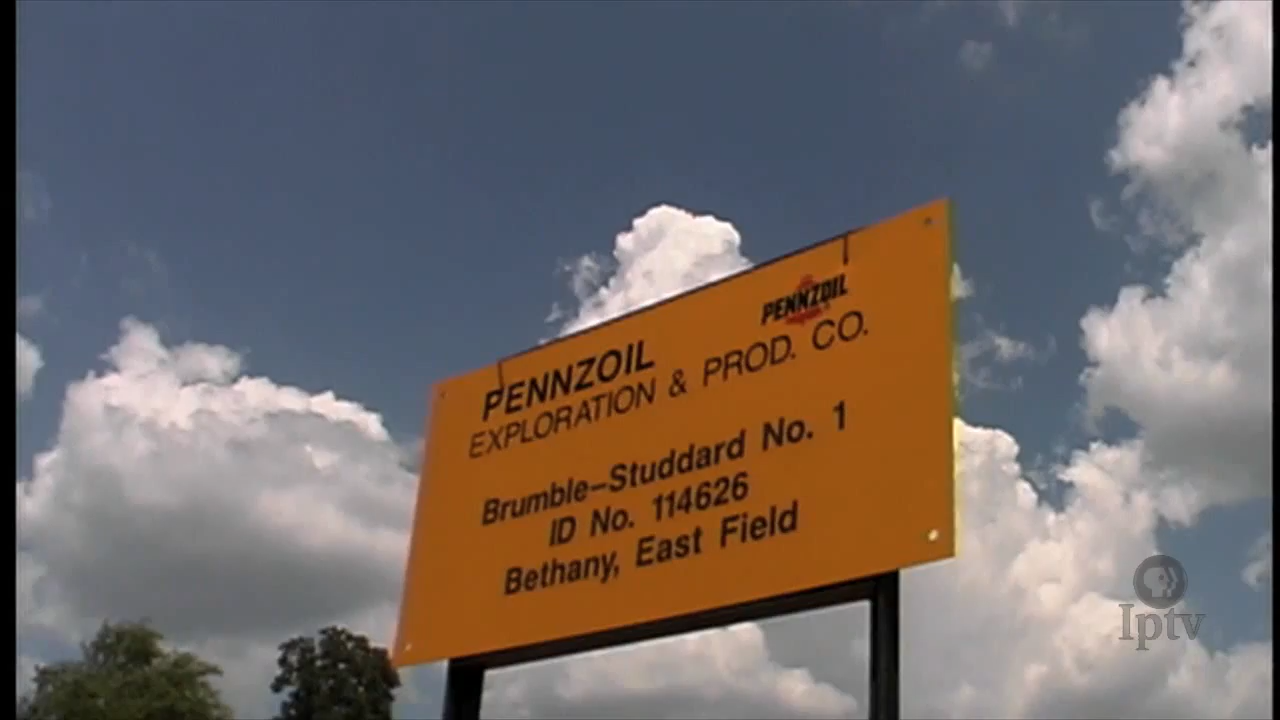 PENNZOIL
PENNZOIL
EXPLORATION & PROD. CO.
Brumble-Studdard No. 1
ID No. 114626
Bethany, East Field
Iptv